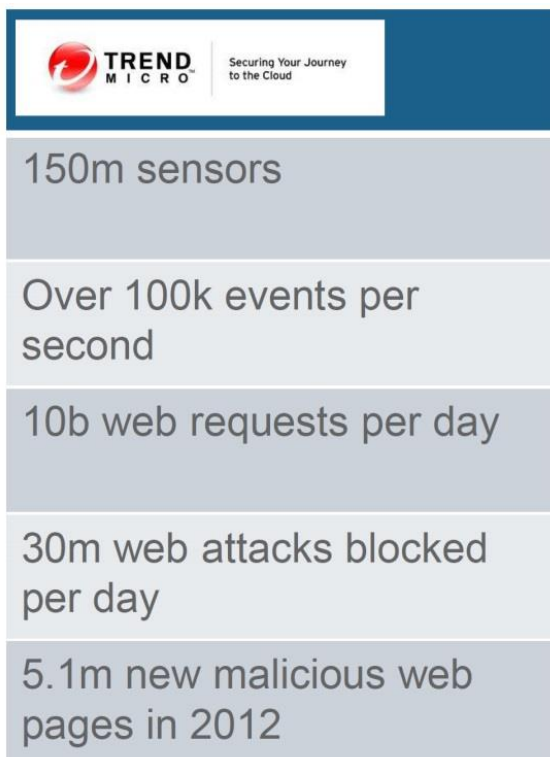 TREND
MICRO™
Securing Your Journey
to the Cloud
150m sensors
Over 100k events per
second
10b web requests per day
30m web attacks blocked
per day
5.1m new malicious web
pages in 2012